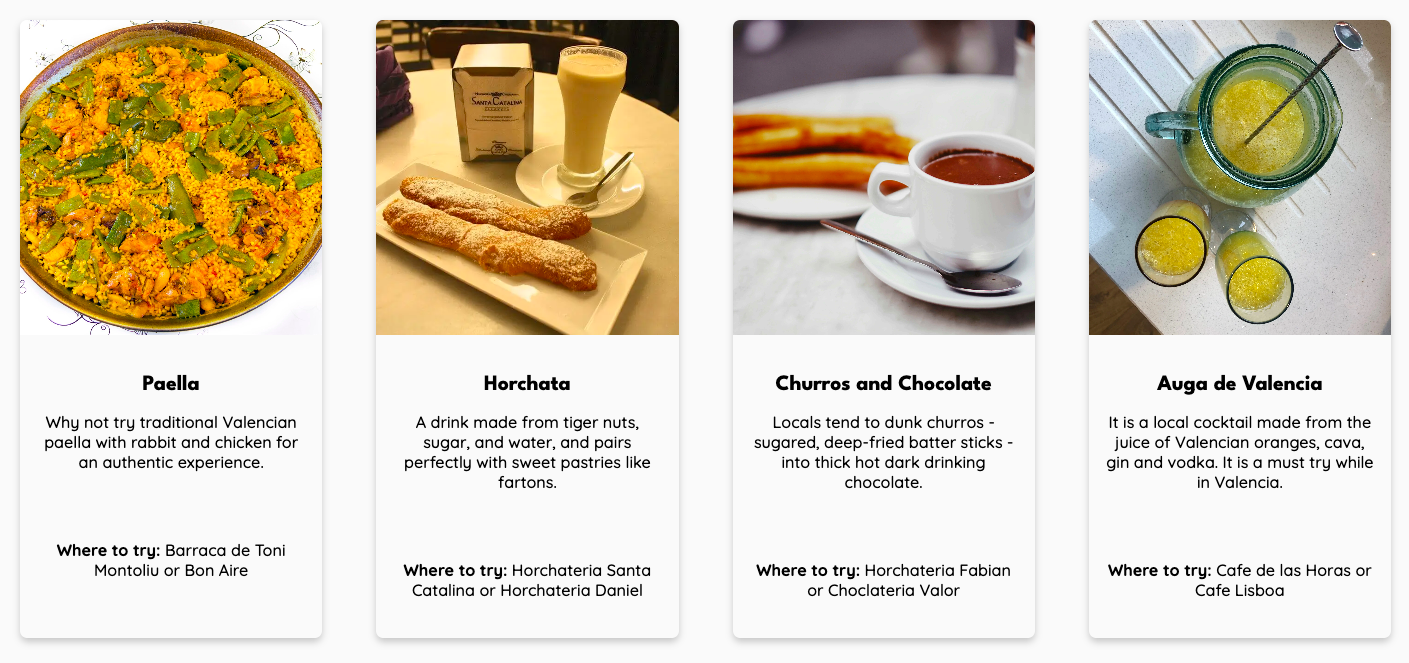 SANTA CATALINA
Paella
Why not try traditional Valencian
paella with rabbit and chicken for
an authentic experience.
Where to try: Barraca de Toni
Montoliu or Bon Aire
Horchata
A drink made from tiger nuts,
sugar, and water, and pairs
perfectly with sweet pastries like
fartons.
Where to try: Horchateria Santa
Catalina or Horchateria Daniel
Churros and Chocolate
Locals tend to dunk churros -
sugared, deep-fried batter sticks -
into thick hot dark drinking
chocolate.
Where to try: Horchateria Fabian
or Choclateria Valor
Auga de Valencia
It is a local cocktail made from the
juice of Valencian oranges, cava,
gin and vodka. It is a must try while
in Valencia.
Where to try: Cafe de las Horas or
Cafe Lisboa